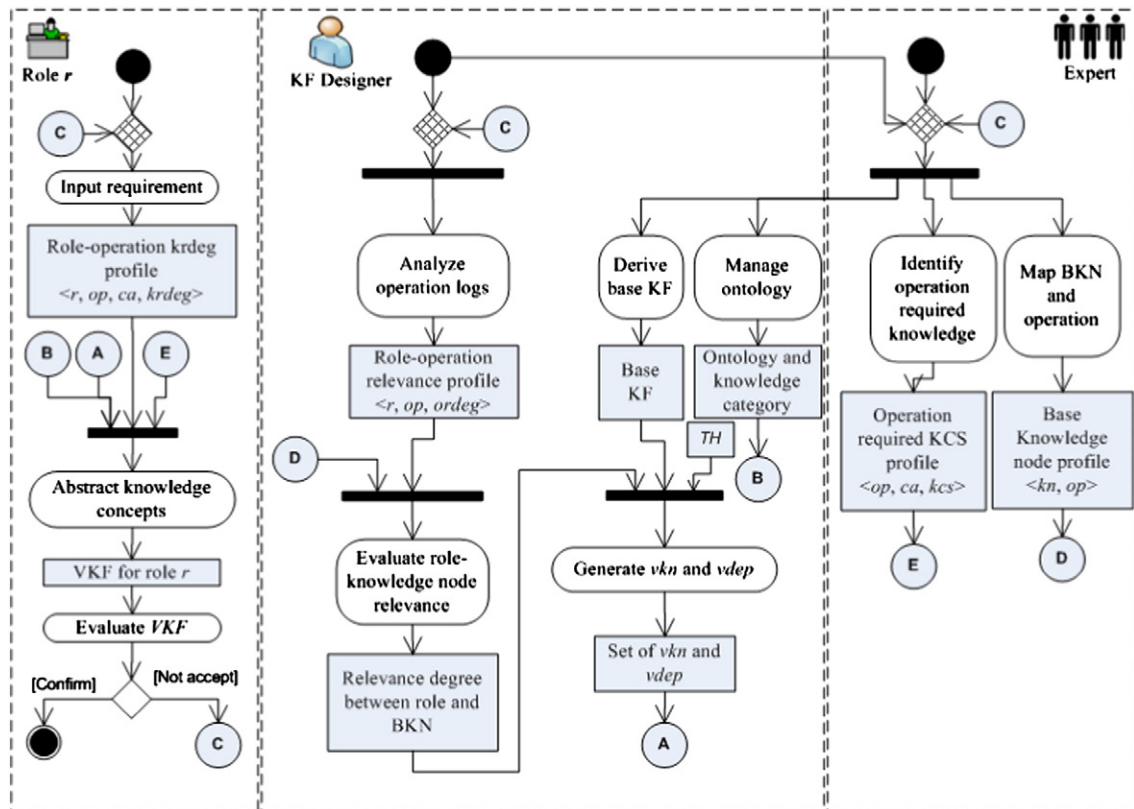 Role r
C
Input requirement
Role-operation krdeg
profile
<r, op, ca, krdeg>
B
A
E
Abstract knowledge
concepts
VKF for role r
Evaluate VKF
[Confirm]
[Not accept]
C
KF Designer
C
Analyze
operation logs
Role-operation
relevance profile
<r, op, ordeg>
D
Evaluate role-
knowledge node
relevance
Relevance degree
between role and
BKN
Derive
base KF
Base
KF
Manage
ontology
Ontology and
knowledge
category
TH
B
Generate vkn and vdep
Set of vkn and
vdep
A
Expert
C
Identify
operation
required
knowledge
Operation
required KCS
profile
<op, ca, kcs>
E
Map BKN
and
operation
Base
Knowledge
node profile
<kn, op>
D